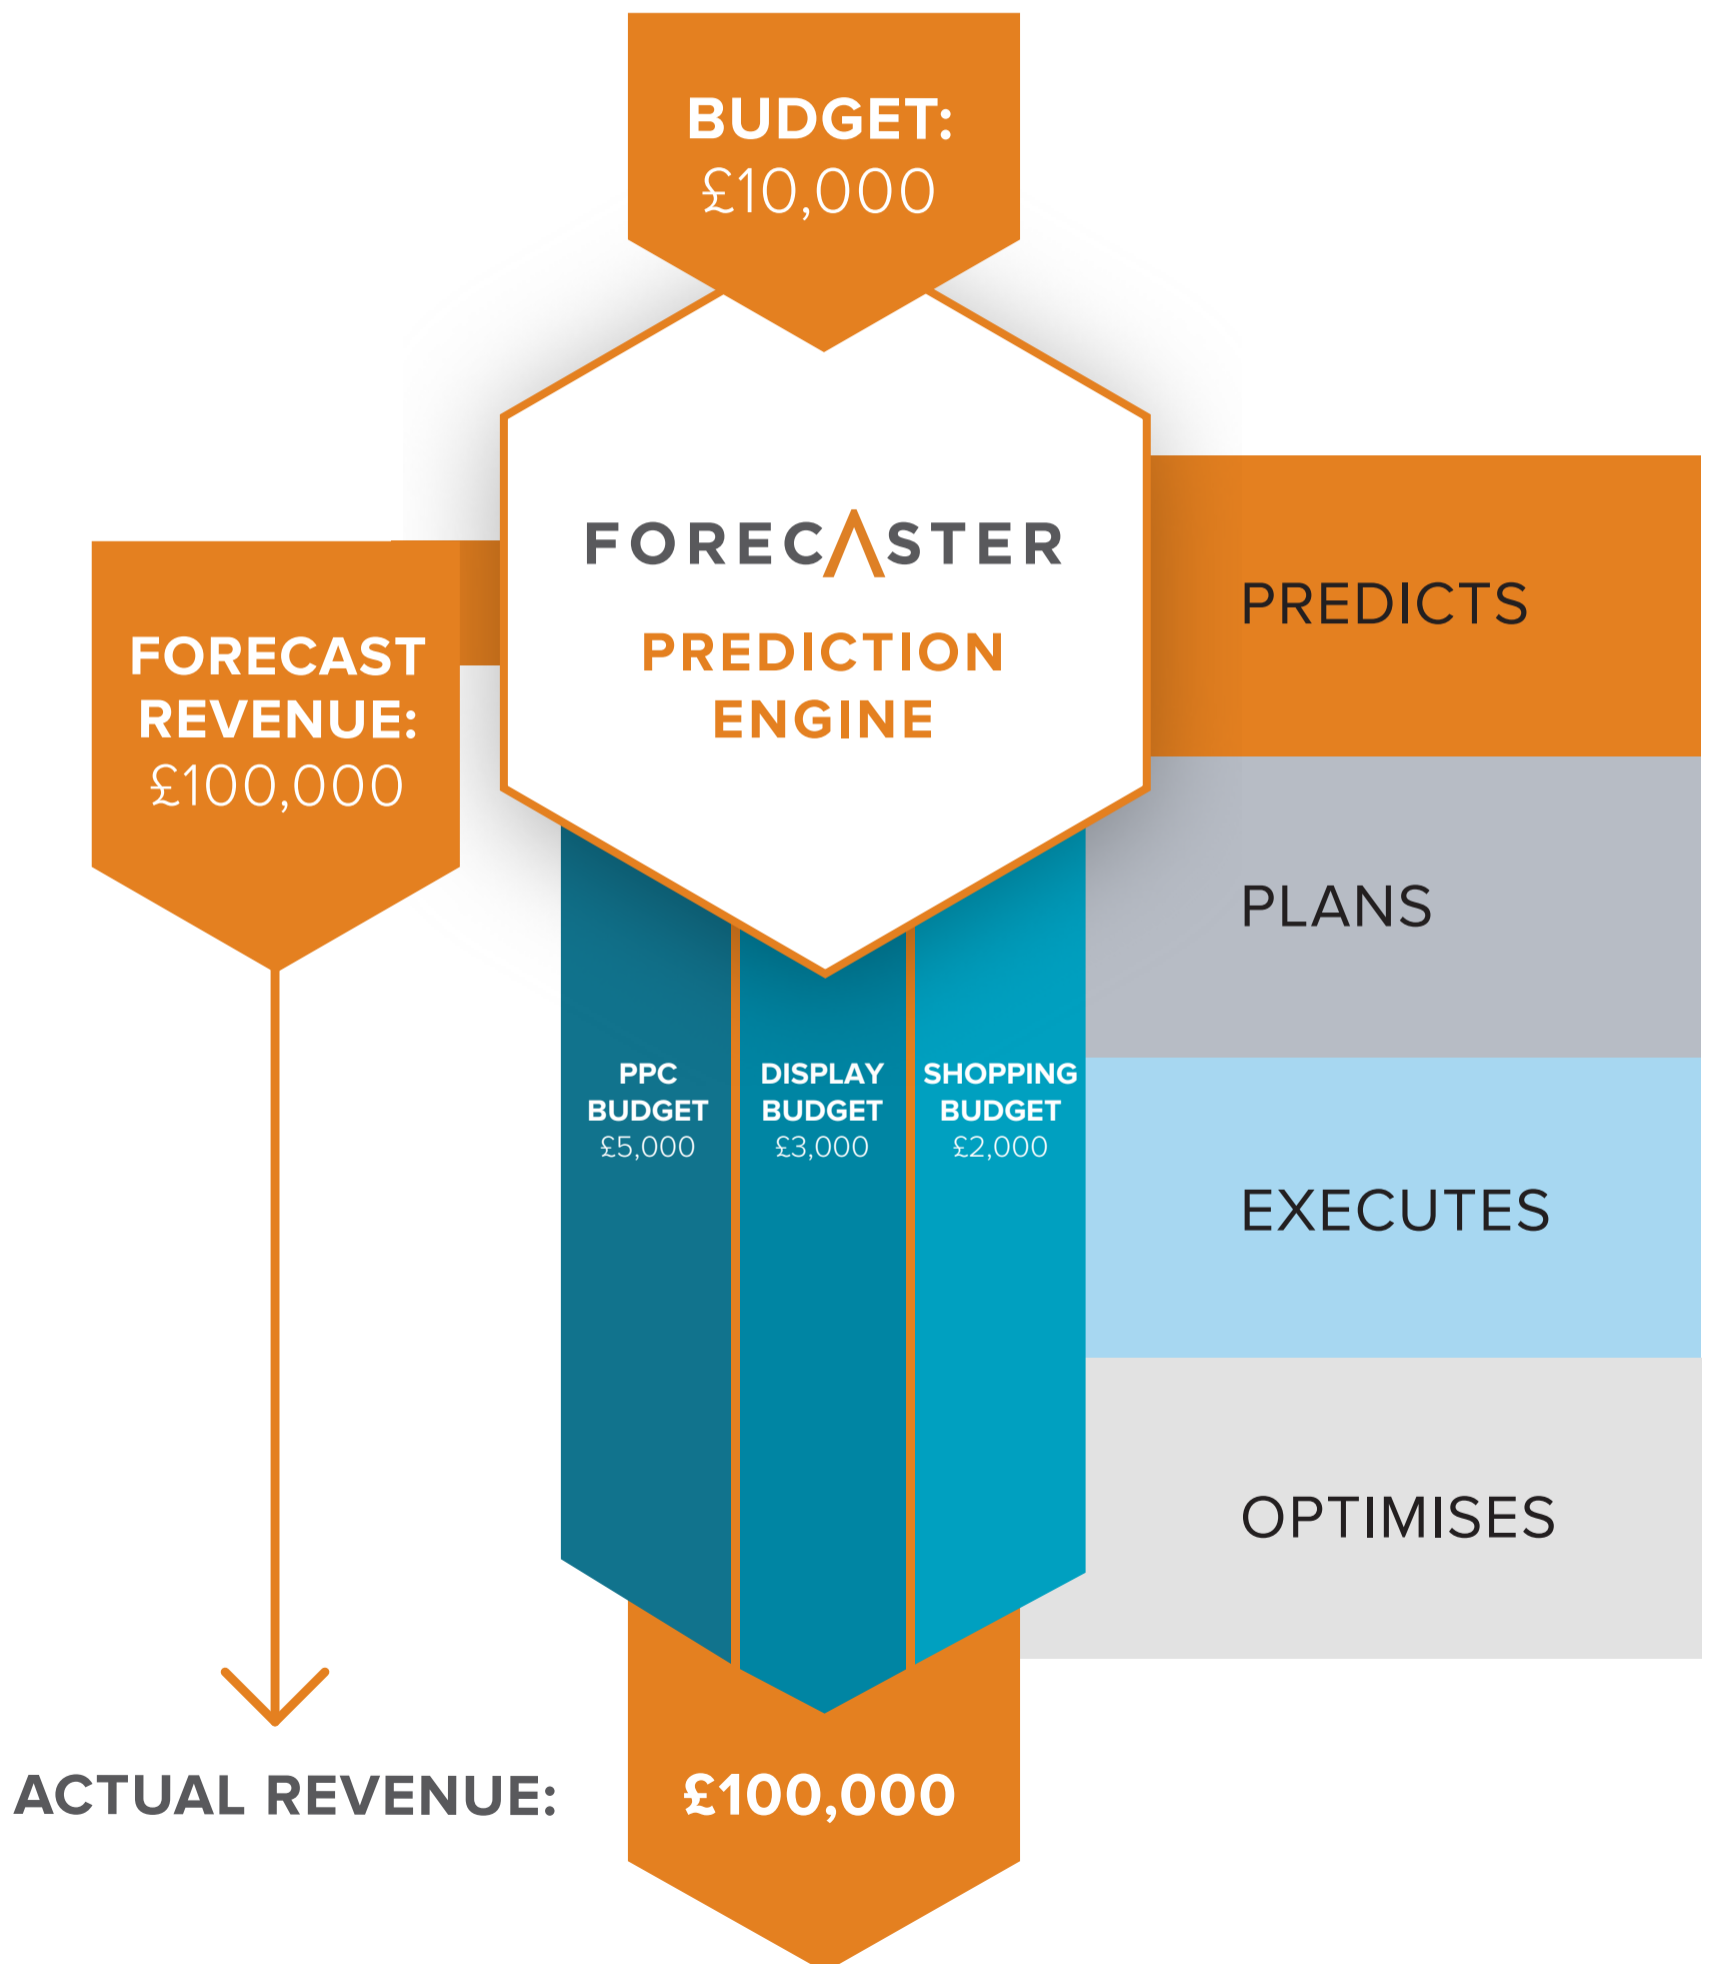 BUDGET:
£10,000
FORECASTER
PREDICTION
ENGINE
FORECAST
REVENUE:
£100,000
PREDICTS
PLANS
PPC
BUDGET
£5,000
DISPLAY
BUDGET
£3,000
SHOPPING
BUDGET
£2,000
EXECUTES
OPTIMISES
ACTUAL REVENUE: £100,000